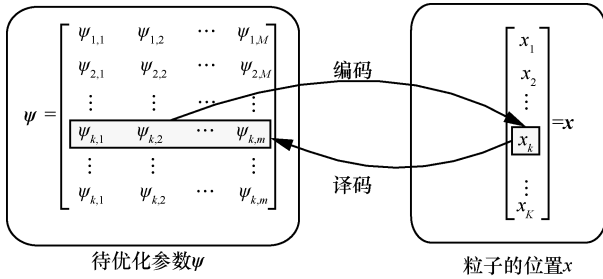 ψ = [ ψ₁,₁ ψ₁,₂ ⋯ ψ₁,M
ψ₂,₁ ψ₂,₂ ⋯ ψ₂,M
⋮ ⋮ ⋯ ⋮
ψk,₁ ψk,₂ ⋯ ψk,m
⋮ ⋮ ⋮
ψk,₁ ψk,₂ ⋯ ψk,m ]
编码
译码
[ x₁
x₂
⋮
xk
⋮
xK ] =x
待优化参数ψ
粒子的位置x